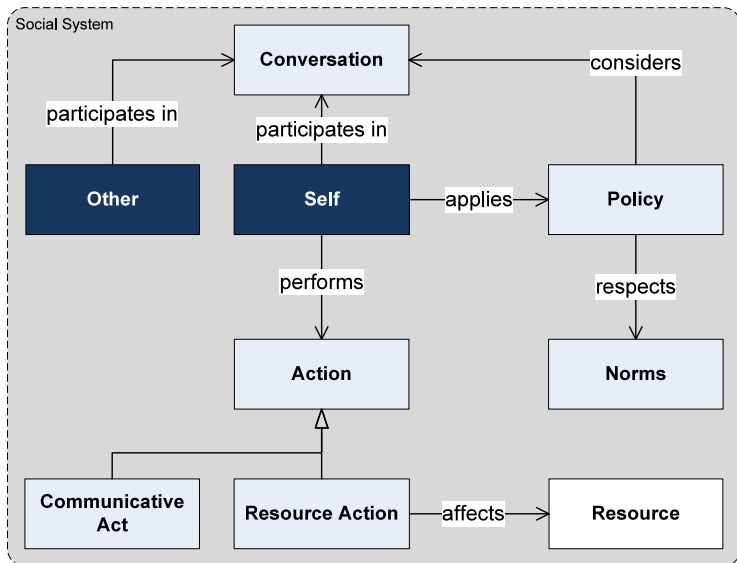 Social System
Conversation
considers
participates in
participates in
Other
Self
applies
Policy
performs
respects
Action
Norms
Communicative
Act
Resource Action
affects
Resource